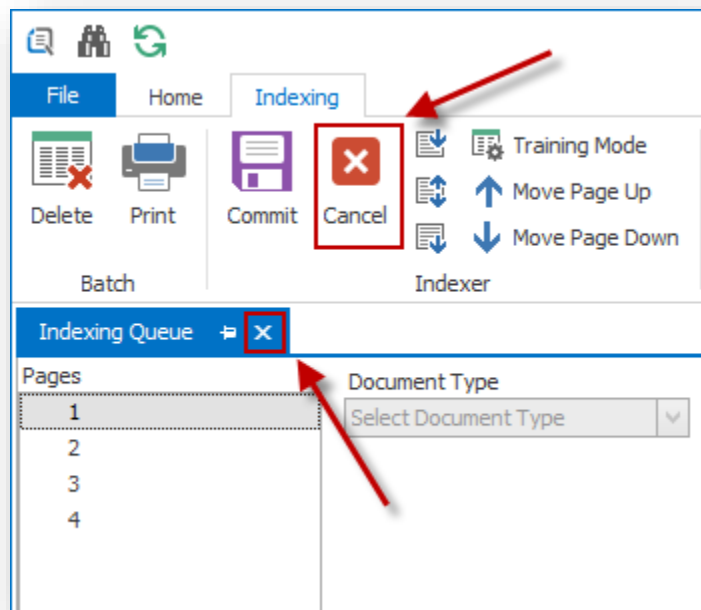 File Home Indexing
Delete Print Commit Cancel
Training Mode
Move Page Up
Move Page Down
Batch Indexer
Indexing Queue
Pages
Document Type
1
Select Document Type
2
3
4